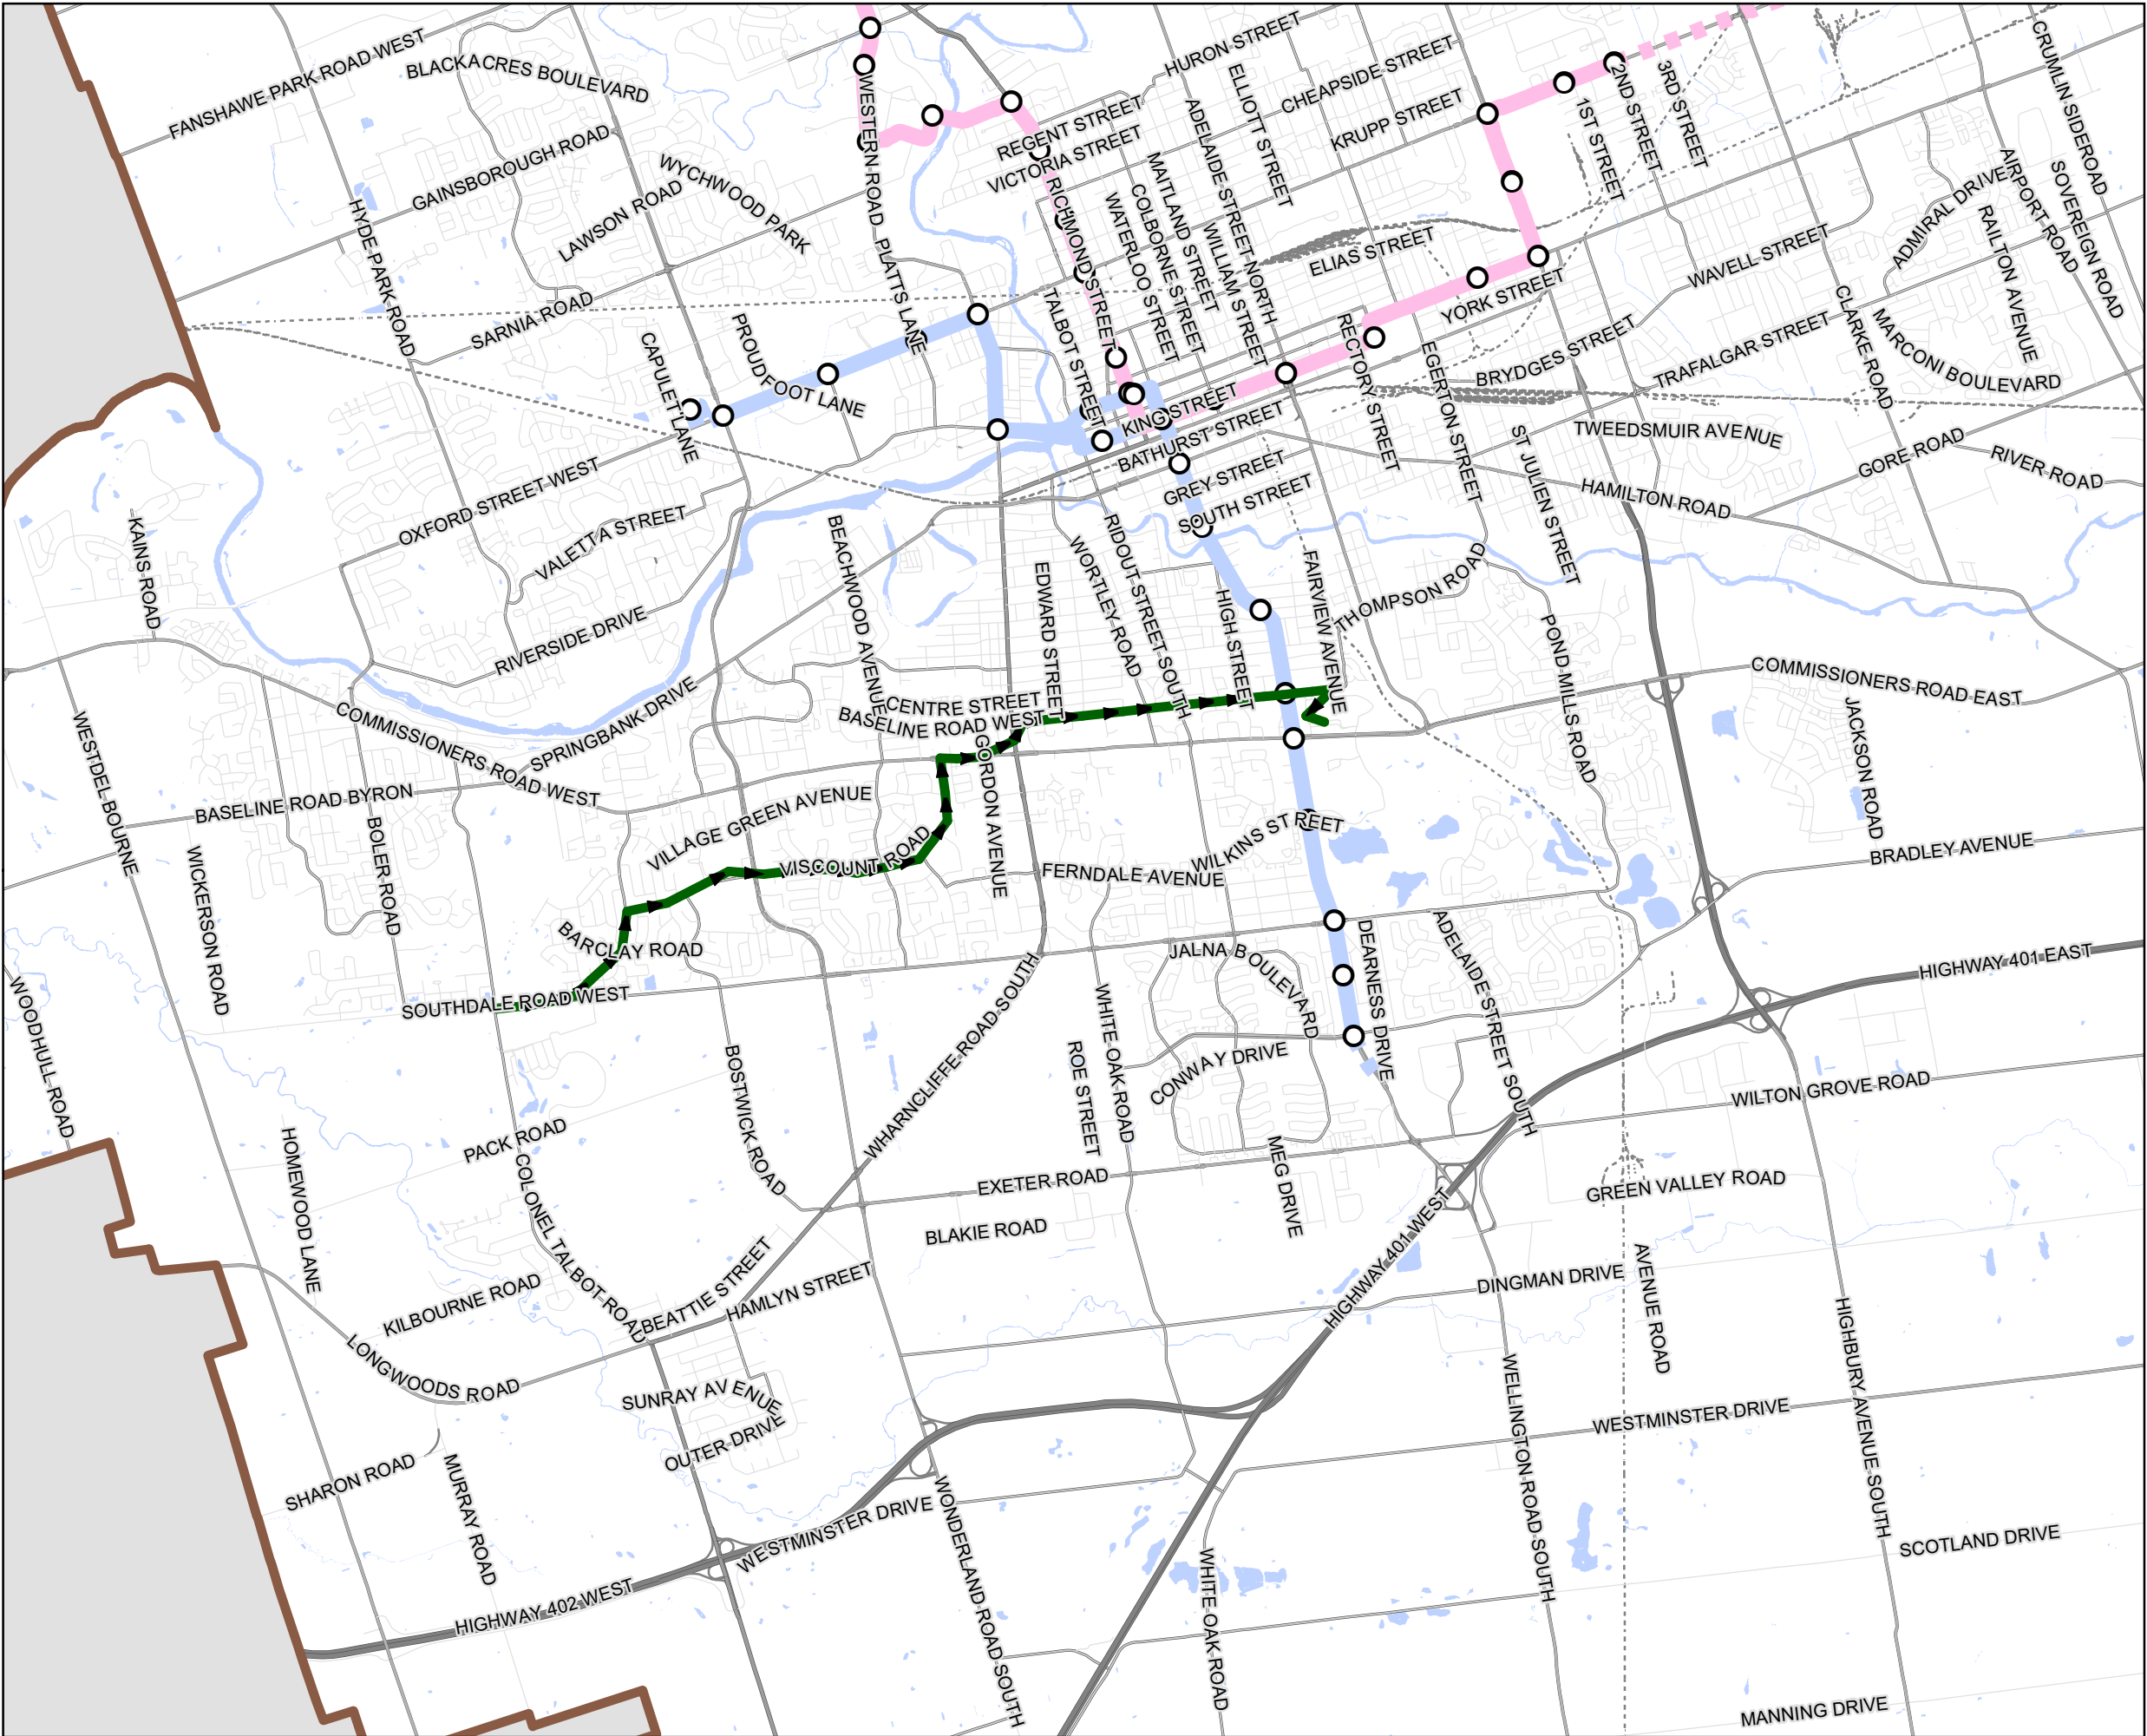 FANSHAWE PARK ROAD WEST
BLACKACRES BOULEVARD
GAINSBOROUGH ROAD
LAWSON ROAD
WYCHWOOD PARK
HYDE PARK ROAD
SARNIA ROAD
CAPULET LANE
PROUDFOOT LANE
WESTERN ROAD
PLATTS LANE
HURON STREET
CHEAPSIDE STREET
ELLIOTT STREET
ADELAIDE STREET NORTH
REGENT STREET
VICTORIA STREET
KRUPP STREET
RICHMOND STREET
WATERLOO STREET
COLBORNE STREET
MAITLAND STREET
WILLIAM STREET
TALBOT STREET
ELIAS STREET
YORK STREET
1ST STREET
2ND STREET
3RD STREET
CRUMLIN SIDEROAD
AIRPORT ROAD
SOVEREIGN ROAD
ADMIRAL DRIVE
RAILTON AVENUE
WAVELL STREET
CLARKE ROAD
MARCONI BOULEVARD
BRYDGES STREET
TRAFALGAR STREET
RECTORY STREET
EGERTON STREET
KING STREET
BATHURST STREET
GREY STREET
SOUTH STREET
TWEEDSMUIR AVENUE
GORE ROAD
RIVER ROAD
HAMILTON ROAD
ST JULIEN STREET
OXFORD STREET WEST
VALETTA STREET
KAINS ROAD
RIVERSIDE DRIVE
BEACHWOOD AVENUE
EDWARD STREET
WORTLEY ROAD
RIDOUT STREET SOUTH
HIGH STREET
FAIRVIEW AVENUE
THOMPSON ROAD
POND MILLS ROAD
COMMISSIONERS ROAD EAST
JACKSON ROAD
SPRINGBANK DRIVE
CENTRE STREET
BASELINE ROAD WEST
COMMISSIONERS ROAD WEST
WESTDEL BOURNE
BASELINE ROAD BYRON
BOLER ROAD
WICKERSON ROAD
VILLAGE GREEN AVENUE
VISCOUNT ROAD
GORDON AVENUE
FERNDALE AVENUE
WILKINS STREET
BRADLEY AVENUE
BARCLAY ROAD
SOUTHDALE ROAD WEST
JALNA BOULEVARD
DEARNESS DRIVE
ADELAIDE STREET SOUTH
HIGHWAY 401 EAST
WOODHULL ROAD
WHARNCLIFFE ROAD SOUTH
WHITE OAK ROAD
ROE STREET
CONWAY DRIVE
BOSTWICK ROAD
WILTON GROVE ROAD
PACK ROAD
HOMEWOOD LANE
COLONEL TALBOT ROAD
EXETER ROAD
MEG DRIVE
GREEN VALLEY ROAD
BLAKIE ROAD
HIGHWAY 401 WEST
KILBOURNE ROAD
BEATTIE STREET
HAMLYN STREET
DINGMAN DRIVE
AVENUE ROAD
LONGWOODS ROAD
SUNRAY AVENUE
OUTER DRIVE
WELLINGTON ROAD SOUTH
HIGHBURY AVENUE SOUTH
WESTMINSTER DRIVE
SHARON ROAD
MURRAY ROAD
WESTMINSTER DRIVE
WONDERLAND ROAD SOUTH
WHITE OAK ROAD
SCOTLAND DRIVE
HIGHWAY 402 WEST
MANNING DRIVE